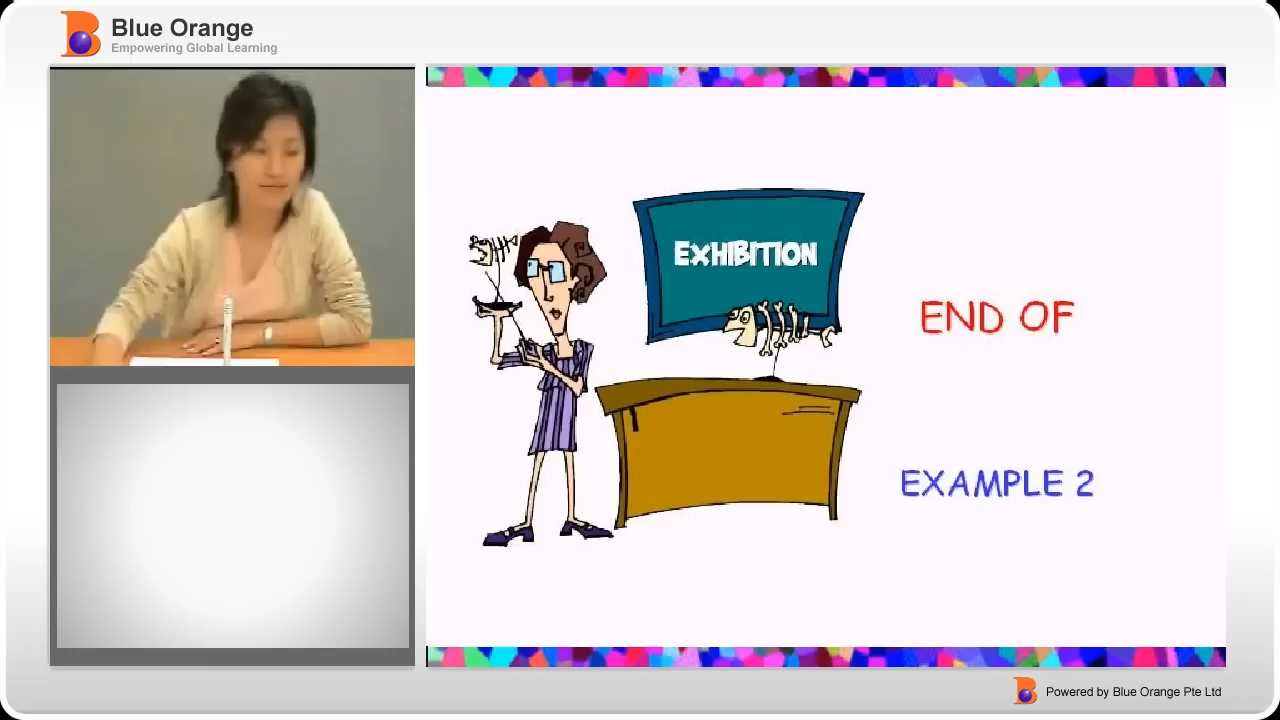 Blue Orange
Empowering Global Learning
EXHIBITION
END OF
EXAMPLE 2
Powered by Blue Orange Pte Ltd